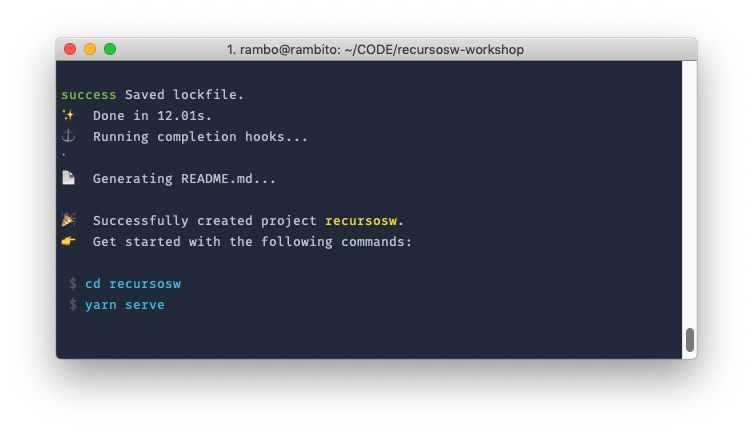 1. rambo@rambito: ~/CODE/recursosw-workshop
success Saved lockfile.
✨ Done in 12.01s.
⚓ Running completion hooks...
.
📄 Generating README.md...
🎉 Successfully created project recursosw.
👉 Get started with the following commands:
$ cd recursosw
$ yarn serve